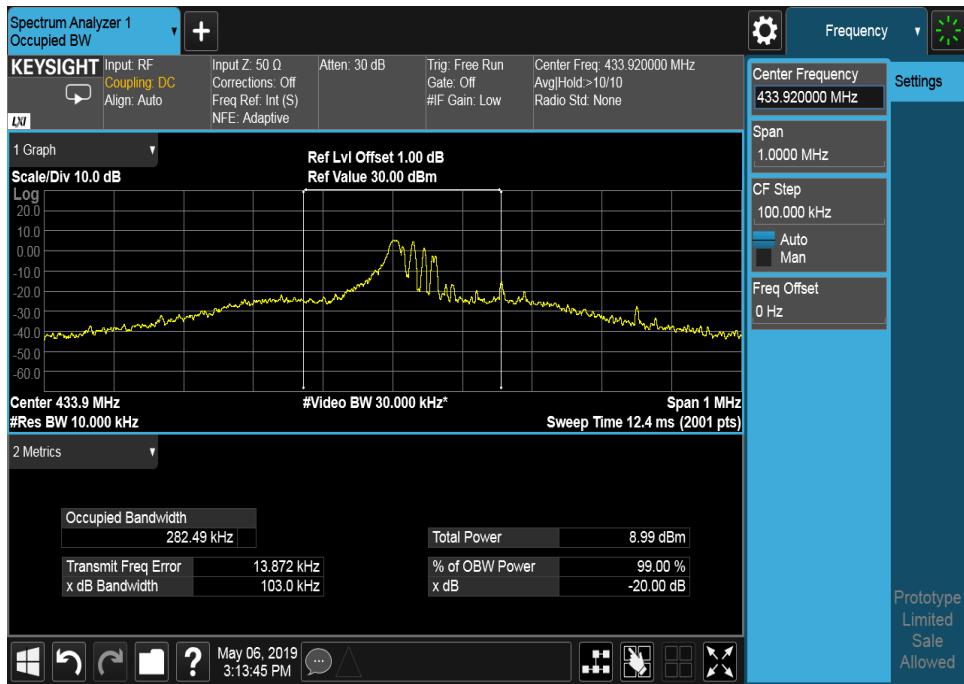 Spectrum Analyzer 1
Occupied BW
+
Frequency
KEYSIGHT
LXI
Input: RF
Coupling: DC
Align: Auto
Input Z: 50 Ω
Corrections: Off
Freq Ref: Int (S)
NFE: Adaptive
Atten: 30 dB
Trig: Free Run
Gate: Off
#IF Gain: Low
Center Freq: 433.920000 MHz
Avg|Hold:>10/10
Radio Std: None
Center Frequency
433.920000 MHz
Settings
Span
1.0000 MHz
CF Step
100.000 kHz
Auto
Man
Freq Offset
0 Hz
1 Graph
Scale/Div 10.0 dB
Ref Lvl Offset 1.00 dB
Ref Value 30.00 dBm
Log
20.0
10.0
0.00
-10.0
-20.0
-30.0
-40.0
-50.0
-60.0
Center 433.9 MHz
#Video BW 30.000 kHz*
Span 1 MHz
#Res BW 10.000 kHz
Sweep Time 12.4 ms (2001 pts)
2 Metrics
Occupied Bandwidth
282.49 kHz
Total Power 8.99 dBm
Transmit Freq Error 13.872 kHz
% of OBW Power 99.00 %
x dB Bandwidth 103.0 kHz
x dB -20.00 dB
Prototype
Limited
Sale
Allowed
?
May 06, 2019
3:13:45 PM